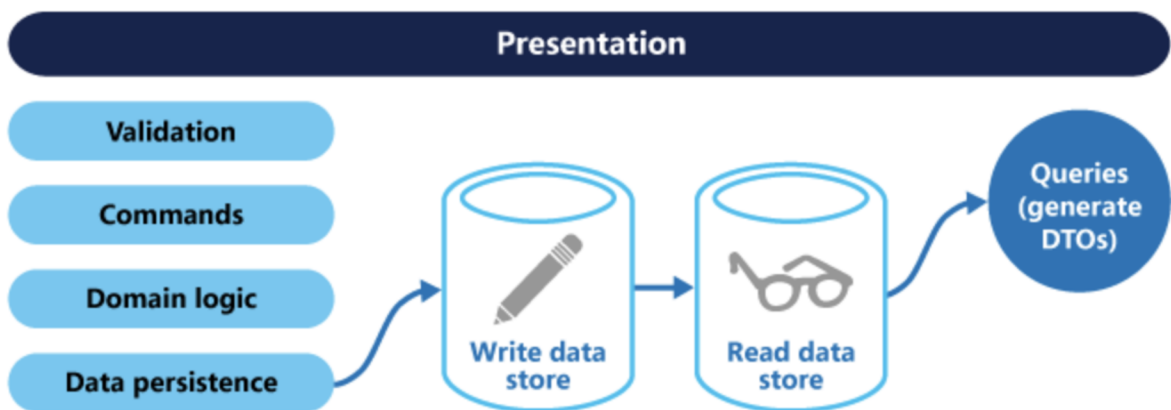 Presentation
Validation
Commands
Domain logic
Data persistence
Write data
store
Read data
store
Queries
(generate
DTOs)